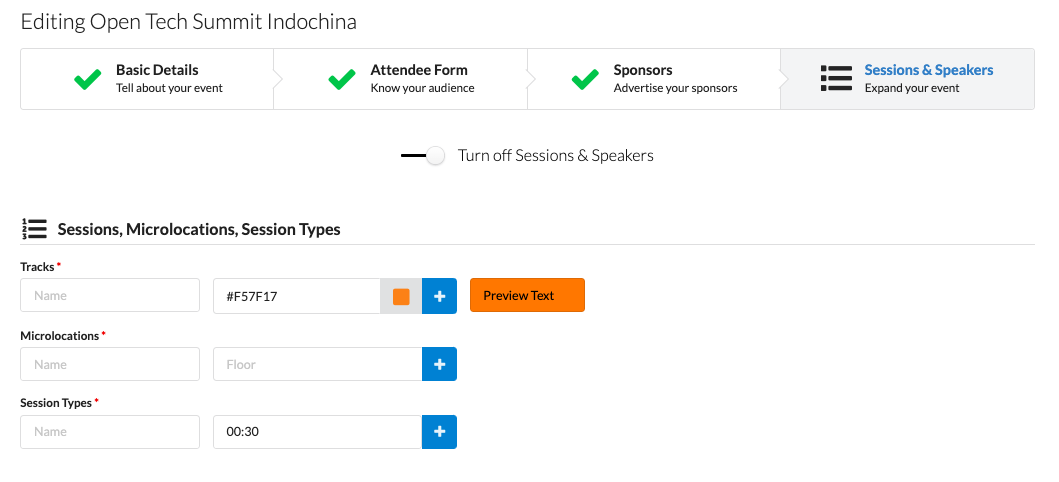 Editing Open Tech Summit Indochina
Basic Details
Tell about your event
Attendee Form
Know your audience
Sponsors
Advertise your sponsors
Sessions & Speakers
Expand your event
Turn off Sessions & Speakers
Sessions, Microlocations, Session Types
Tracks *
Name
#F57F17
Preview Text
Microlocations *
Name
Floor
Session Types *
Name
00:30